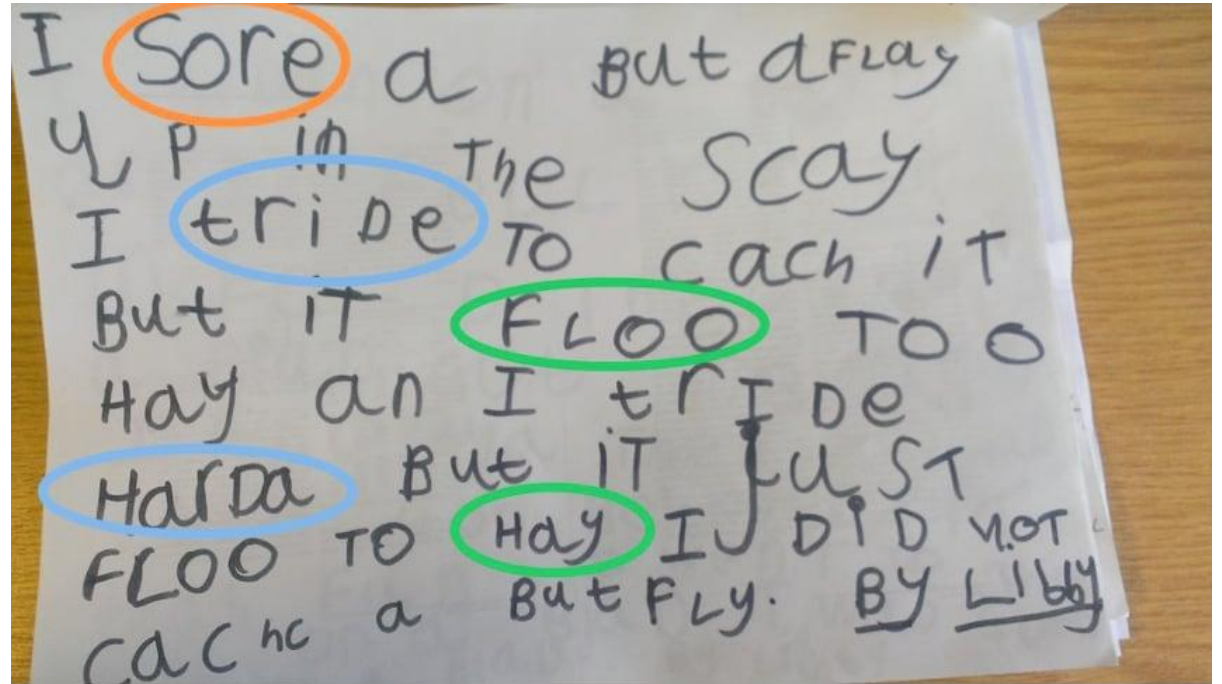 I Sore a But aFLay
UP in The Scay
I triDe TO cach iT
But iT FLOO TOO
HaY an I trIDe
HarDa But iT JuST
FLOO TO Hay I DiD NOT
cachc a ButFLy. By Libby